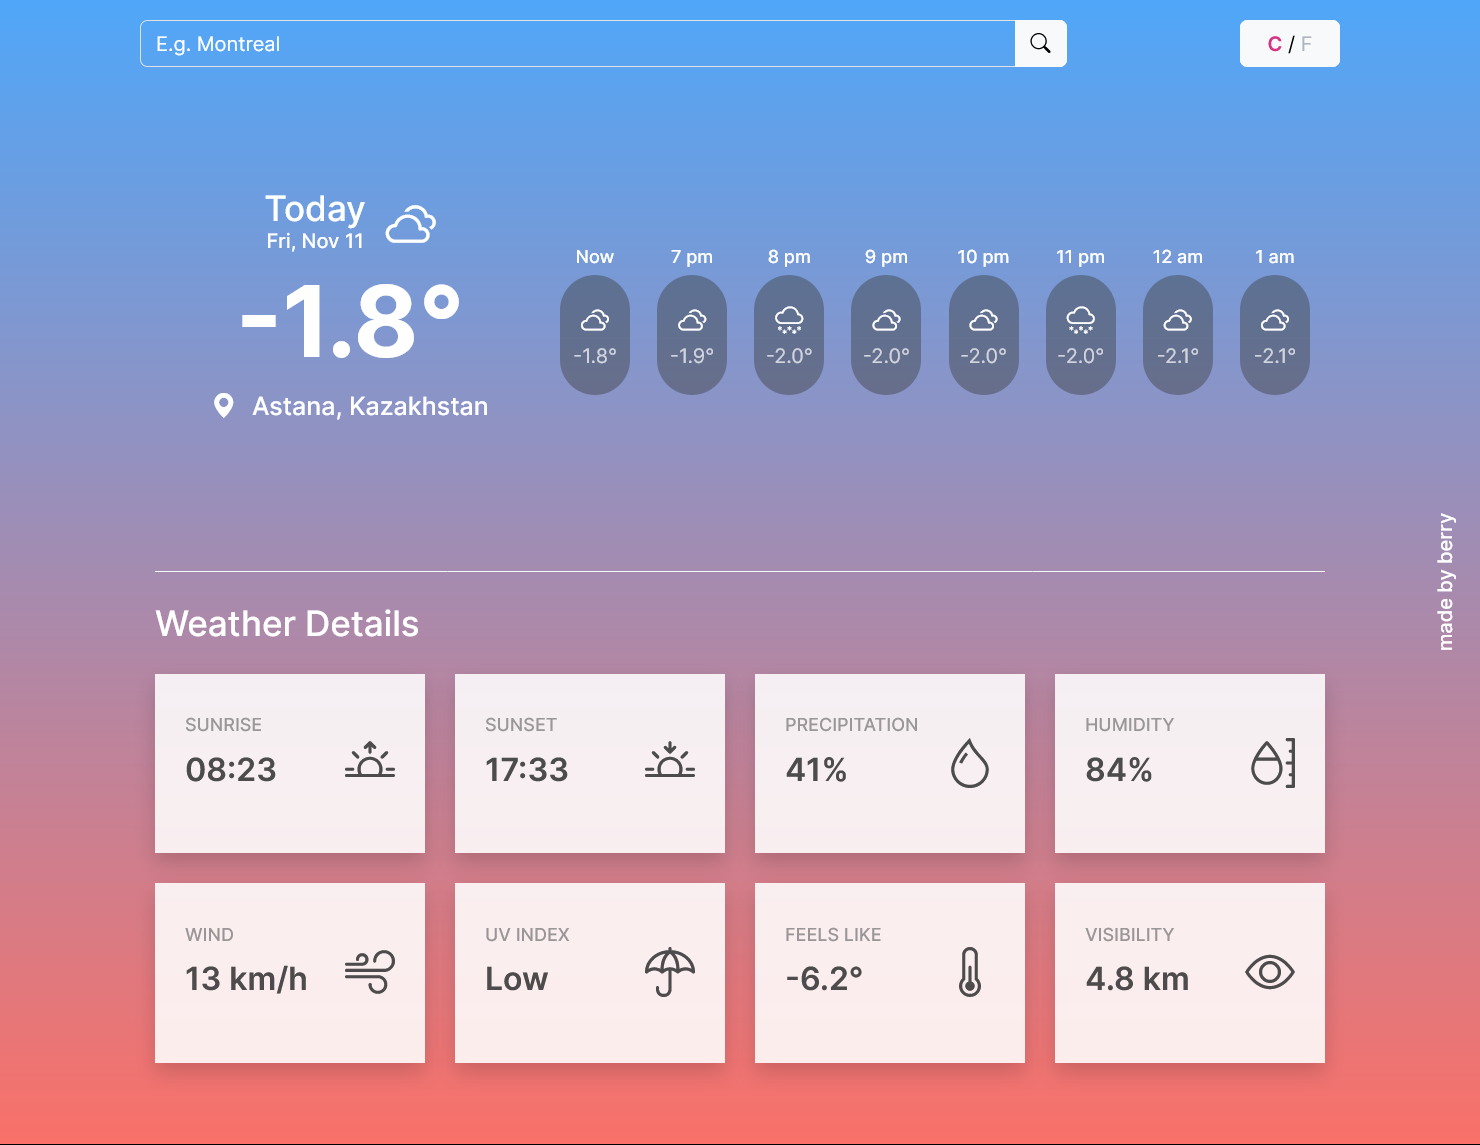 E.g. Montreal
C / F
Today
Fri, Nov 11
-1.8°
Astana, Kazakhstan
Now 7 pm 8 pm 9 pm 10 pm 11 pm 12 am 1 am
-1.8° -1.9° -2.0° -2.0° -2.0° -2.0° -2.1° -2.1°
made by berry
Weather Details
SUNRISE SUNSET PRECIPITATION HUMIDITY
08:23 17:33 41% 84%
WIND UV INDEX FEELS LIKE VISIBILITY
13 km/h Low -6.2° 4.8 km